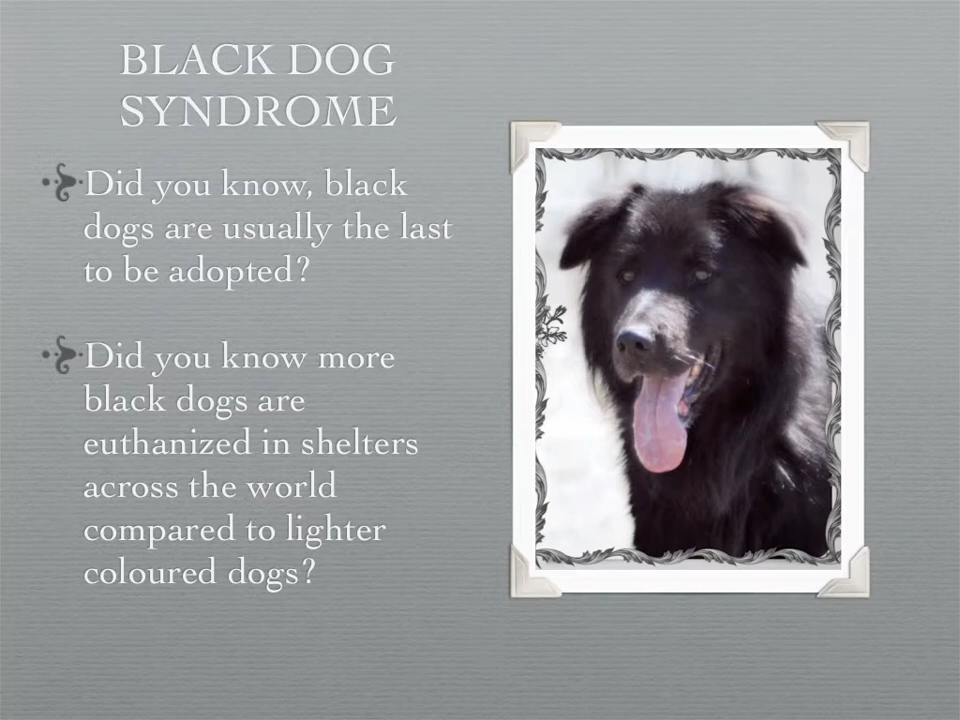 BLACK DOG
SYNDROME
Did you know, black
dogs are usually the last
to be adopted?
Did you know more
black dogs are
euthanized in shelters
across the world
compared to lighter
coloured dogs?